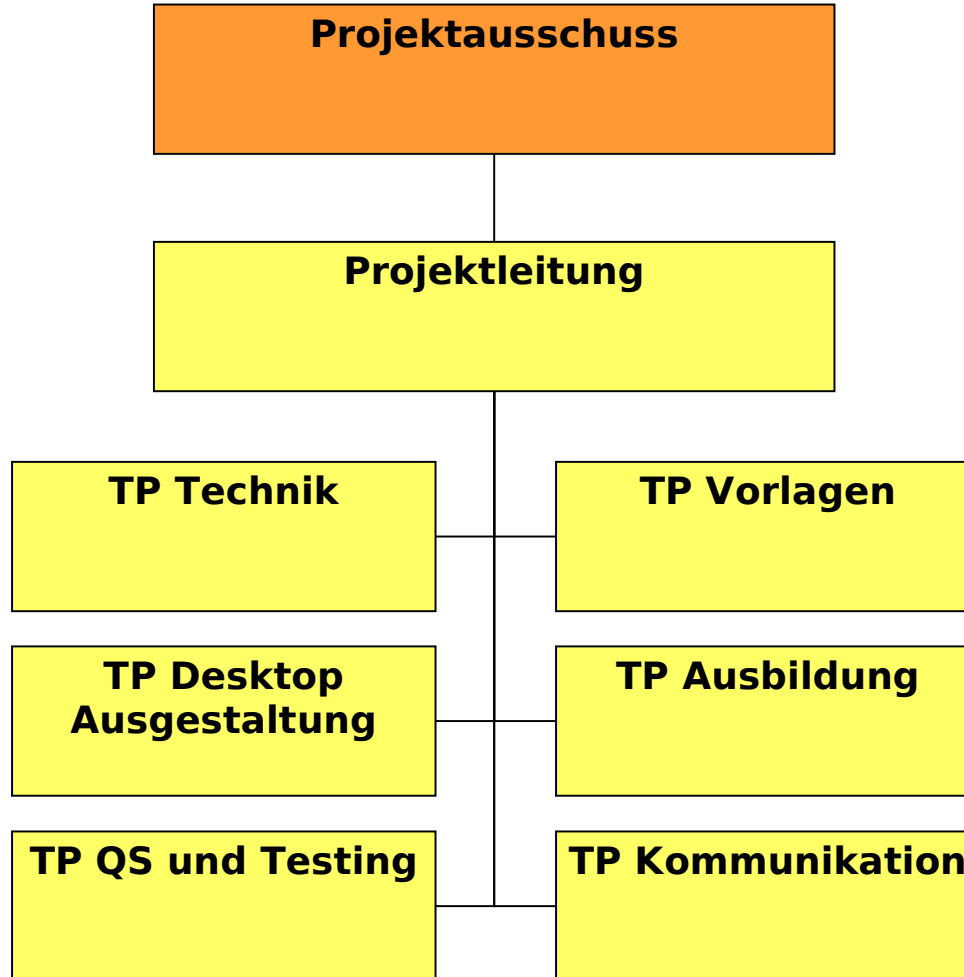 Projektausschuss
Projektleitung
TP Technik
TP Vorlagen
TP Desktop
Ausgestaltung
TP Ausbildung
TP QS und Testing
TP Kommunikation